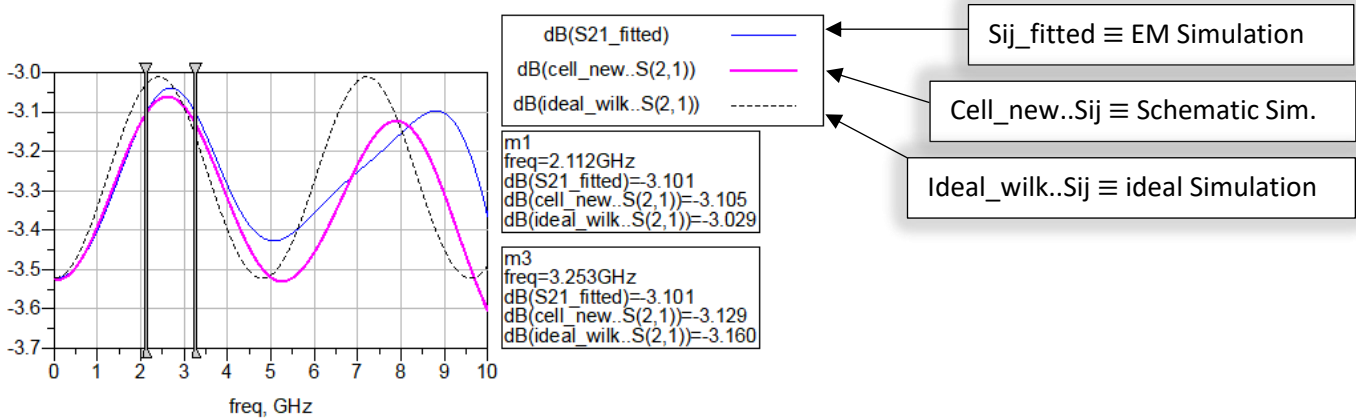 dB(S21_fitted)
dB(cell_new..S(2,1))
dB(ideal_wilk..S(2,1))
Sij_fitted ≡ EM Simulation
Cell_new..Sij ≡ Schematic Sim.
Ideal_wilk..Sij ≡ ideal Simulation
-3.0
-3.1
-3.2
-3.3
-3.4
-3.5
-3.6
-3.7
0 1 2 3 4 5 6 7 8 9 10
freq, GHz
m1
freq=2.112GHz
dB(S21_fitted)=-3.101
dB(cell_new..S(2,1))=-3.105
dB(ideal_wilk..S(2,1))=-3.029
m3
freq=3.253GHz
dB(S21_fitted)=-3.101
dB(cell_new..S(2,1))=-3.129
dB(ideal_wilk..S(2,1))=-3.160